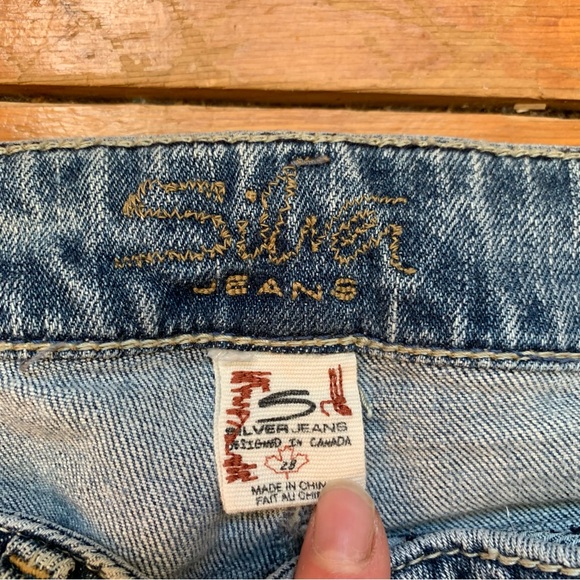 Silver
JEANS
S
SILVER JEANS
DESIGNED IN CANADA
28
MADE IN CHINA
FAIT AU CHINE